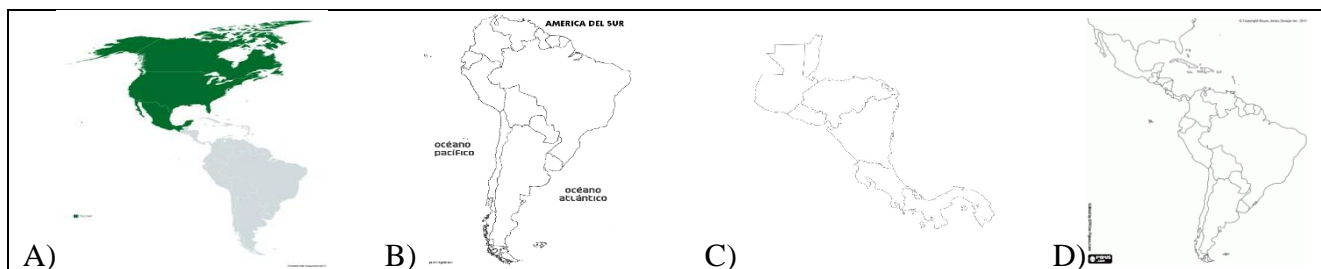 AMERICA DEL SUR
océano
pacífico
océano
atlántico
A)
B)
C)
D)